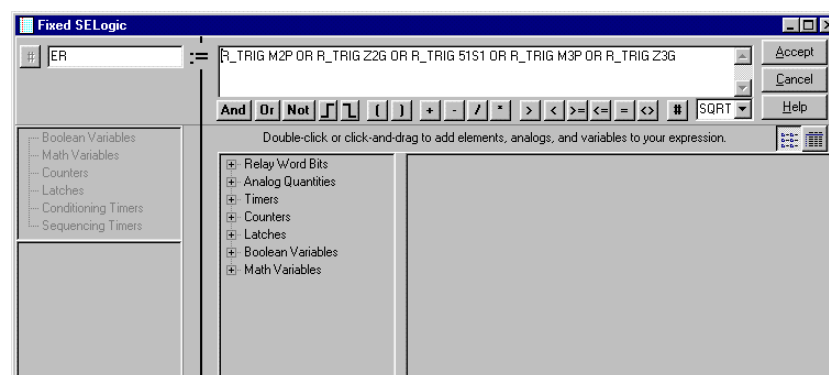 Fixed SELogic
# ER := R_TRIG M2P OR R_TRIG Z2G OR R_TRIG 51S1 OR R_TRIG M3P OR R_TRIG Z3G
Accept
Cancel
Help
And Or Not ( ) + - / * > < >= <= = <> # SQRT
Double-click or click-and-drag to add elements, analogs, and variables to your expression.
Boolean Variables
Math Variables
Counters
Latches
Conditioning Timers
Sequencing Timers
Relay Word Bits
Analog Quantities
Timers
Counters
Latches
Boolean Variables
Math Variables